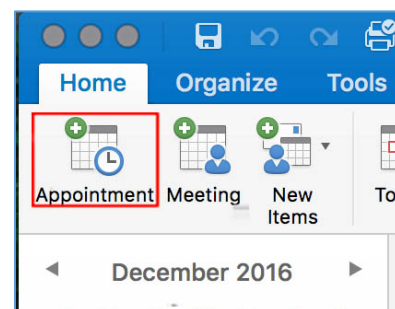 Home Organize Tools
Appointment Meeting New
Items
December 2016